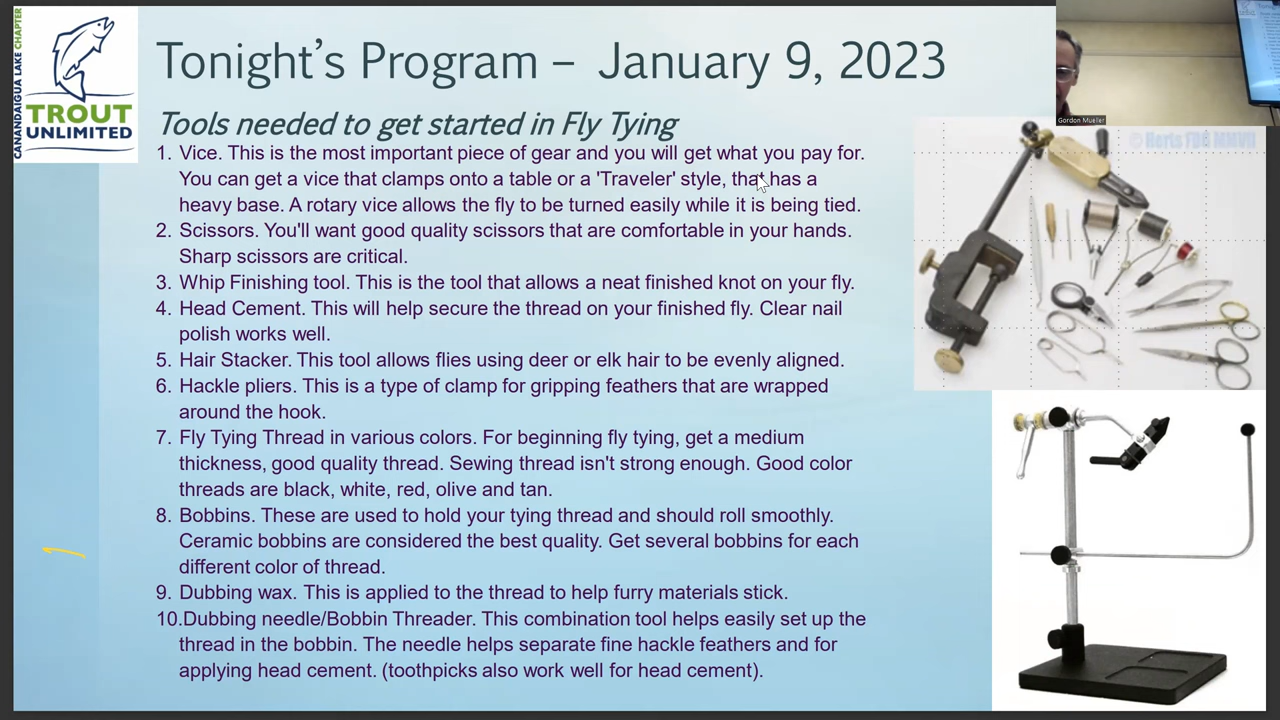 CANANDAIGUA LAKE CHAPTER
TROUT
UNLIMITED
Tonight's Program – January 9, 2023
Tools needed to get started in Fly Tying
1. Vice. This is the most important piece of gear and you will get what you pay for.
You can get a vice that clamps onto a table or a 'Traveler' style, that has a
heavy base. A rotary vice allows the fly to be turned easily while it is being tied.
2. Scissors. You'll want good quality scissors that are comfortable in your hands.
Sharp scissors are critical.
3. Whip Finishing tool. This is the tool that allows a neat finished knot on your fly.
4. Head Cement. This will help secure the thread on your finished fly. Clear nail
polish works well.
5. Hair Stacker. This tool allows flies using deer or elk hair to be evenly aligned.
6. Hackle pliers. This is a type of clamp for gripping feathers that are wrapped
around the hook.
7. Fly Tying Thread in various colors. For beginning fly tying, get a medium
thickness, good quality thread. Sewing thread isn't strong enough. Good color
threads are black, white, red, olive and tan.
8. Bobbins. These are used to hold your tying thread and should roll smoothly.
Ceramic bobbins are considered the best quality. Get several bobbins for each
different color of thread.
9. Dubbing wax. This is applied to the thread to help furry materials stick.
10.Dubbing needle/Bobbin Threader. This combination tool helps easily set up the
thread in the bobbin. The needle helps separate fine hackle feathers and for
applying head cement. (toothpicks also work well for head cement).
Gordon Mueller
© Herts